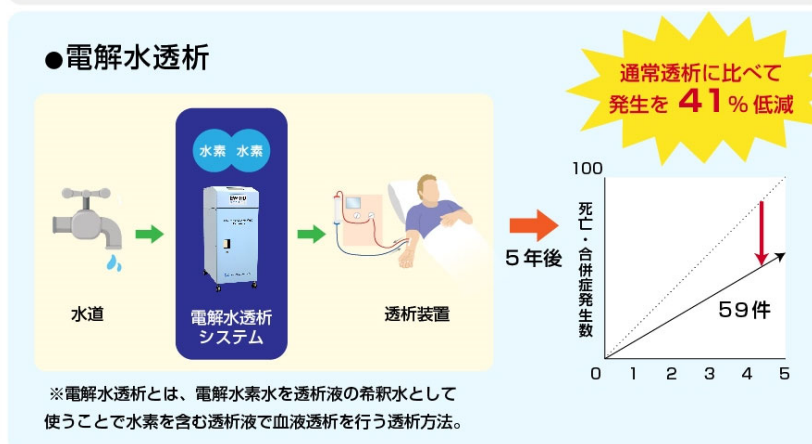 ●電解水透析
通常透析に比べて
発生を 41% 低減
水素 水素
水道
電解水透析
システム
透析装置
5年後
100
死亡・合併症発生数
59件
0 1 2 3 4 5
※電解水透析とは、電解水素水を透析液の希釈水として
使うことで水素を含む透析液で血液透析を行う透析方法。